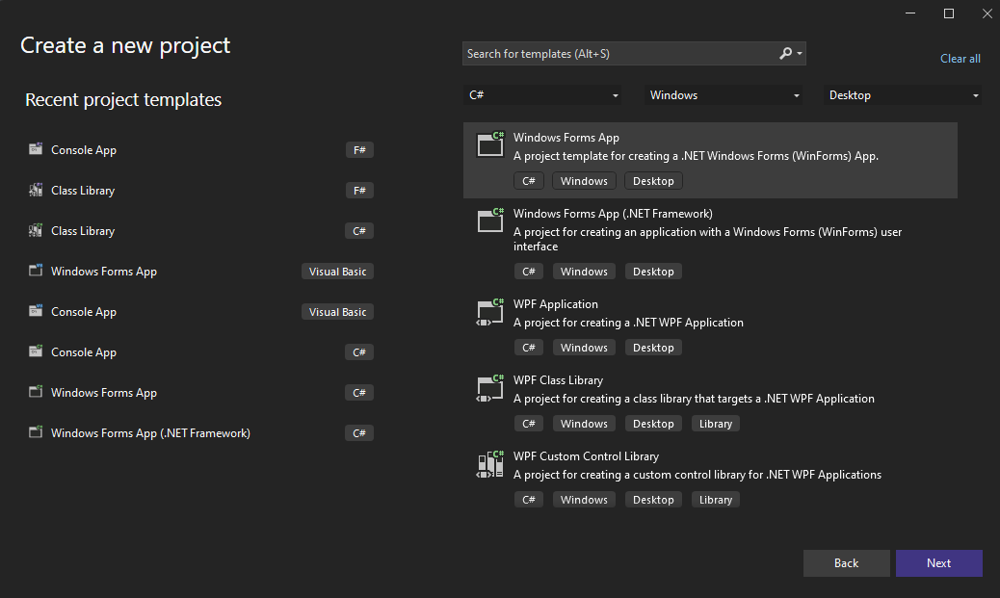 Create a new project
Search for templates (Alt+S)
Clear all
C#
Windows
Desktop
Recent project templates
Console App F#
Class Library F#
Class Library C#
Windows Forms App Visual Basic
Console App Visual Basic
Console App C#
Windows Forms App C#
Windows Forms App (.NET Framework) C#
Windows Forms App
A project template for creating a .NET Windows Forms (WinForms) App.
C# Windows Desktop
Windows Forms App (.NET Framework)
A project for creating an application with a Windows Forms (WinForms) user
interface
C# Windows Desktop
WPF Application
A project for creating a .NET WPF Application
C# Windows Desktop
WPF Class Library
A project for creating a class library that targets a .NET WPF Application
C# Windows Desktop Library
WPF Custom Control Library
A project for creating a custom control library for .NET WPF Applications
C# Windows Desktop Library
Back
Next